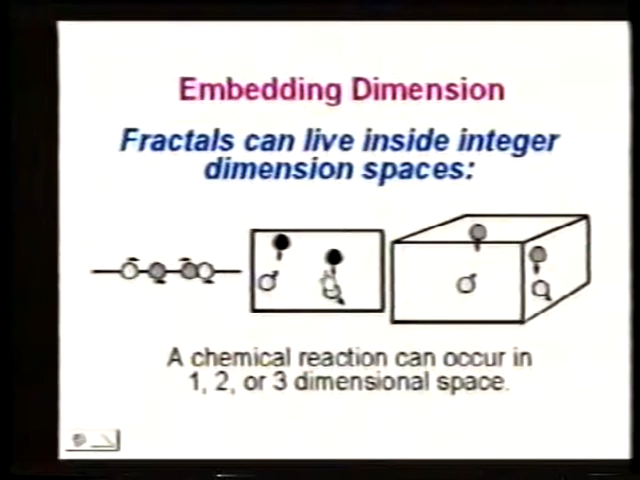 Embedding Dimension
Fractals can live inside integer
dimension spaces:
A chemical reaction can occur in
1, 2, or 3 dimensional space.